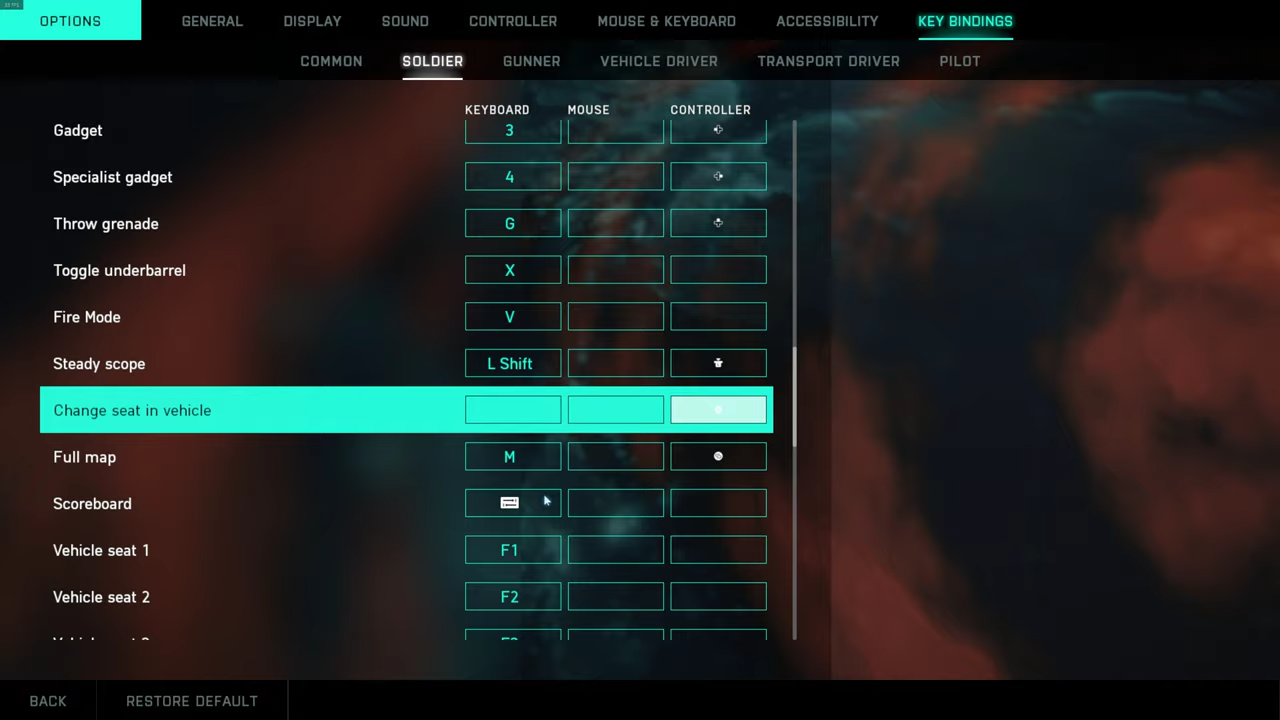 OPTIONS GENERAL DISPLAY SOUND CONTROLLER MOUSE & KEYBOARD ACCESSIBILITY KEY BINDINGS
COMMON SOLDIER GUNNER VEHICLE DRIVER TRANSPORT DRIVER PILOT
KEYBOARD MOUSE CONTROLLER
Gadget 3
Specialist gadget 4
Throw grenade G
Toggle underbarrel X
Fire Mode V
Steady scope L Shift
Change seat in vehicle
Full map M
Scoreboard
Vehicle seat 1 F1
Vehicle seat 2 F2
BACK RESTORE DEFAULT